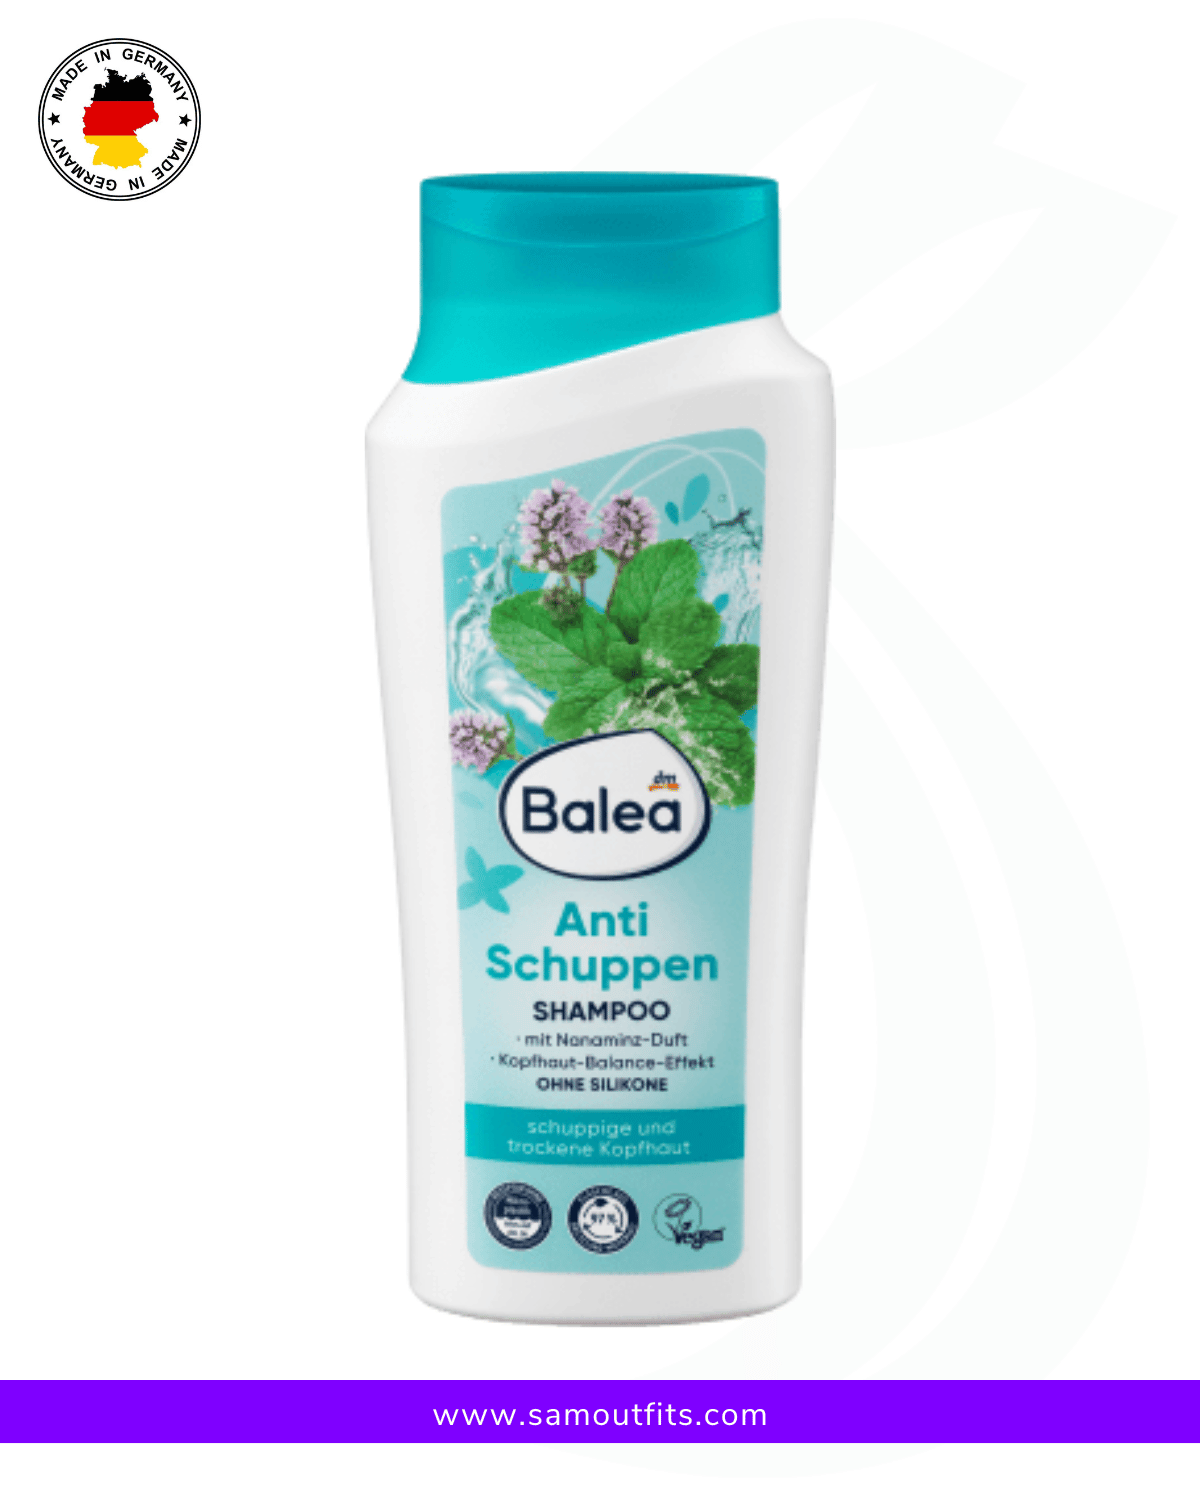 MADE IN GERMANY
MADE IN GERMANY
dm
Balea
Anti
Schuppen
SHAMPOO
· mit Nanaminz-Duft
· Kopfhaut-Balance-Effekt
OHNE SILIKONE
schuppige und
trockene Kopfhaut
97%
Vegan
www.samoutfits.com